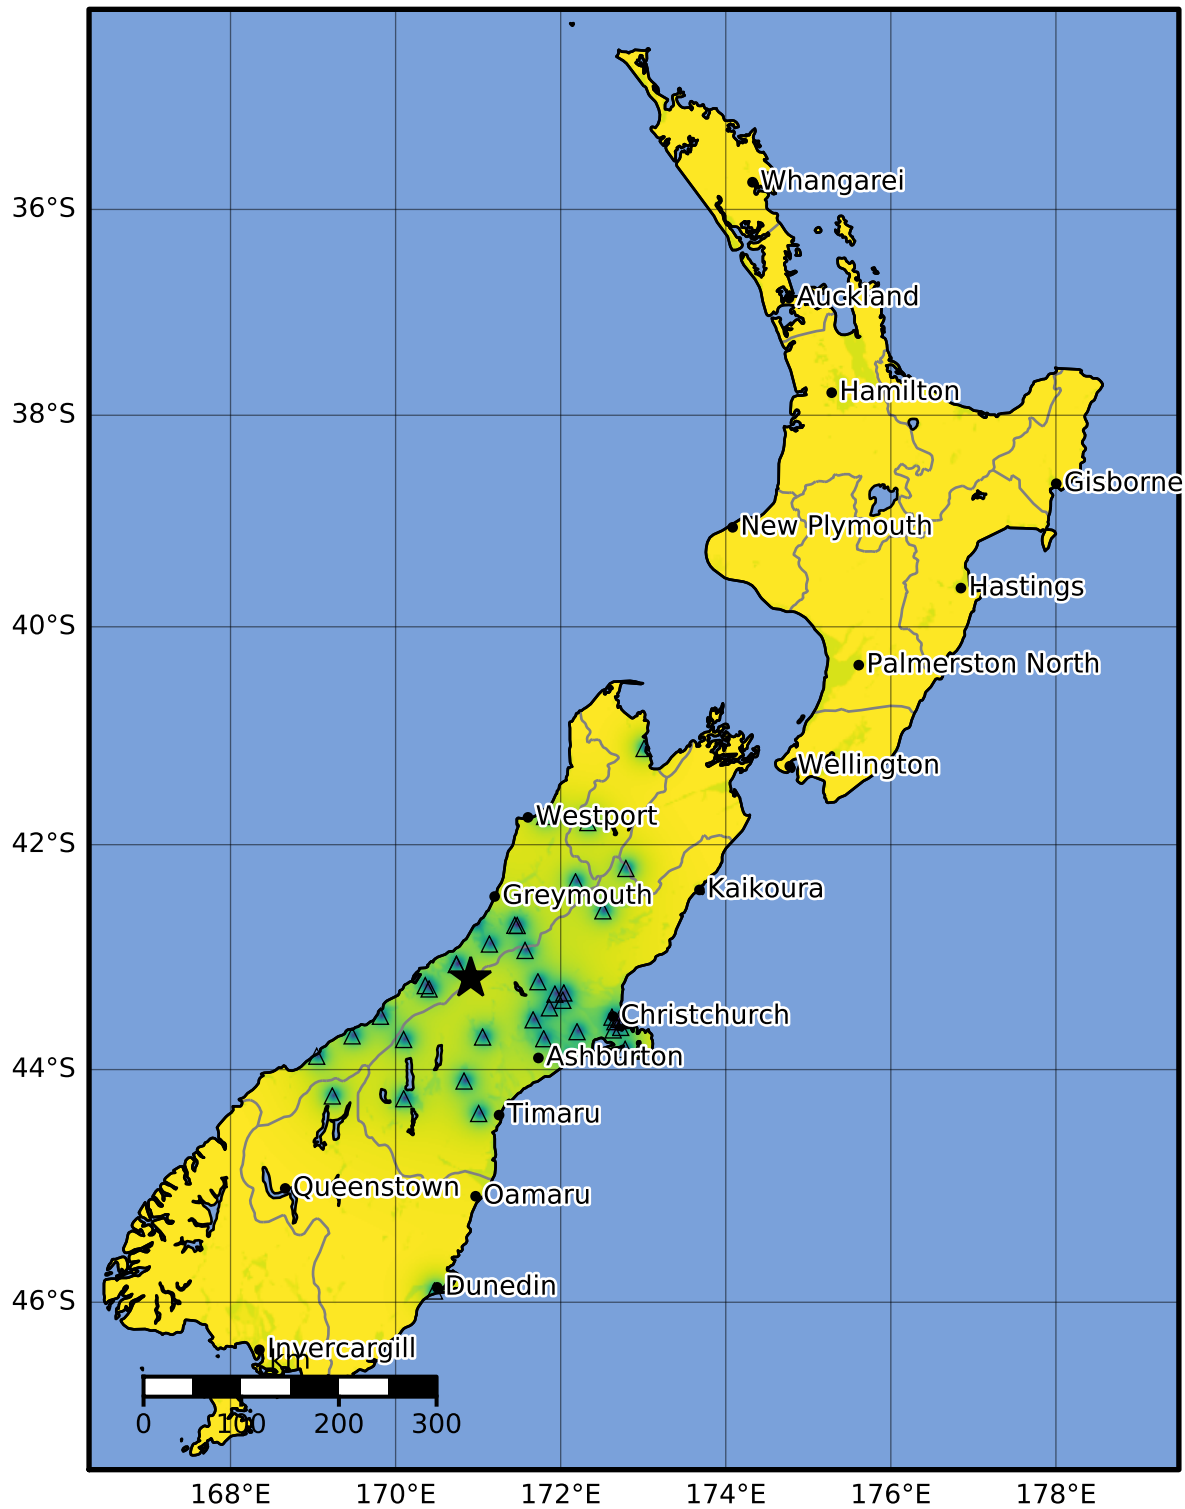 Whangarei
36°S
Auckland
Hamilton
38°S
Gisborne
New Plymouth
Hastings
40°S
Palmerston North
Wellington
Westport
42°S
Kaikoura
Greymouth
Christchurch
Ashburton
44°S
Timaru
Queenstown
Oamaru
Dunedin
46°S
Invercargill
km
0 100 200 300
168°E 170°E 172°E 174°E 176°E 178°E